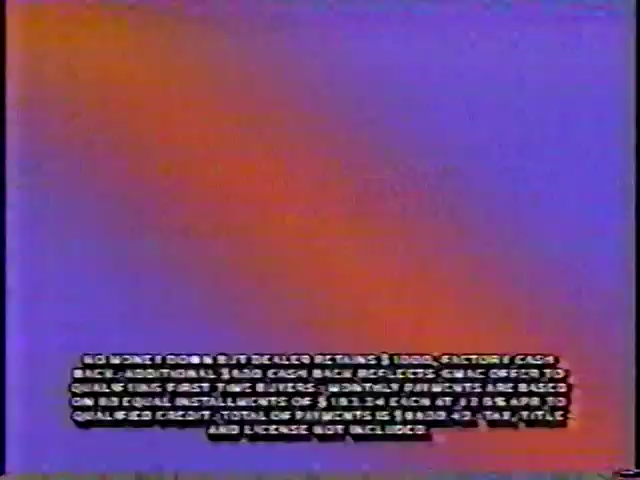 NO MONEY DOWN BUT DEALER RETAINS $1000, FACTORY CASH
BACK. ADDITIONAL CASH BACK REFLECTS GMAC OFFER TO
QUALIFYING FIRST TIME BUYERS. MONTHLY PAYMENTS ARE BASED
ON 60 EQUAL INSTALLMENTS OF EACH AT APR TO
QUALIFIED CREDIT. TOTAL OF PAYMENTS IS TAX, TITLE
AND LICENSE NOT INCLUDED.